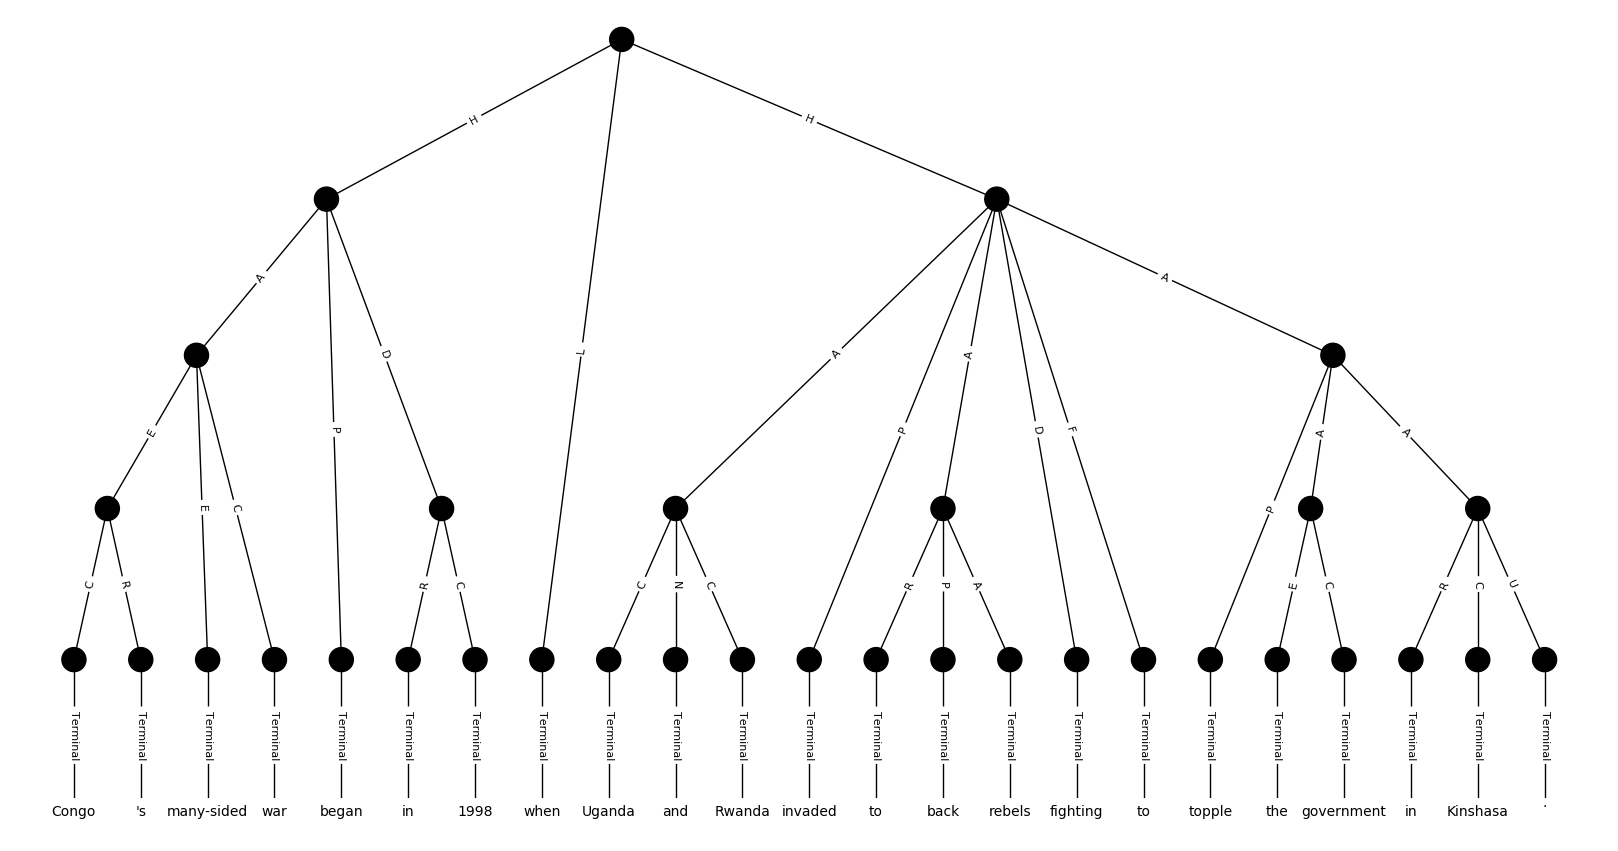 H H
A A
L
D A A
E P P D F A A
E C P
C R R C C N C R P A E C R C U
Terminal Terminal Terminal Terminal Terminal Terminal Terminal Terminal Terminal Terminal Terminal Terminal Terminal Terminal Terminal Terminal Terminal Terminal Terminal Terminal Terminal Terminal Terminal
Congo 's many-sided war began in 1998 when Uganda and Rwanda invaded to back rebels fighting to topple the government in Kinshasa .